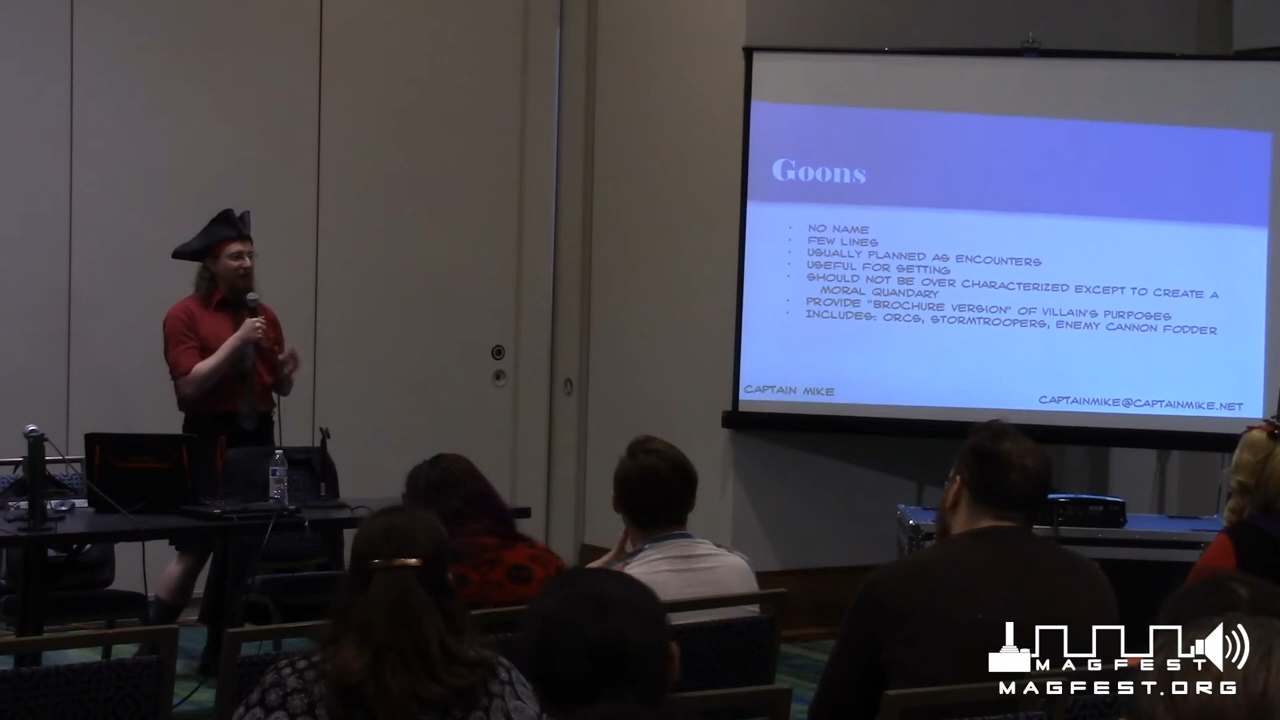 Goons
· NO NAME
· FEW LINES
· USUALLY PLANNED AS ENCOUNTERS
· USEFUL FOR SETTING
· SHOULD NOT BE OVER CHARACTERIZED EXCEPT TO CREATE A
MORAL QUANDARY
· PROVIDE "BROCHURE VERSION" OF VILLAIN'S PURPOSES
· INCLUDES: ORCS, STORMTROOPERS, ENEMY CANNON FODDER
CAPTAIN MIKE
CAPTAINMIKE@CAPTAINMIKE.NET
MAGFEST
MAGFEST.ORG